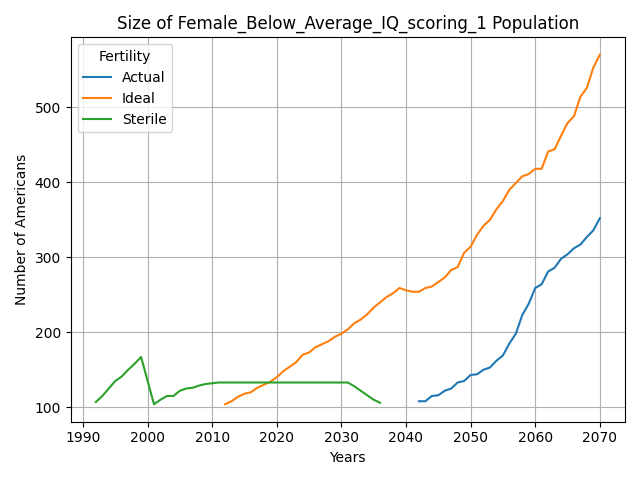 Size of Female_Below_Average_IQ_scoring_1 Population
Fertility
Actual
Ideal
Sterile
Number of Americans
500
400
300
200
100
1990 2000 2010 2020 2030 2040 2050 2060 2070
Years